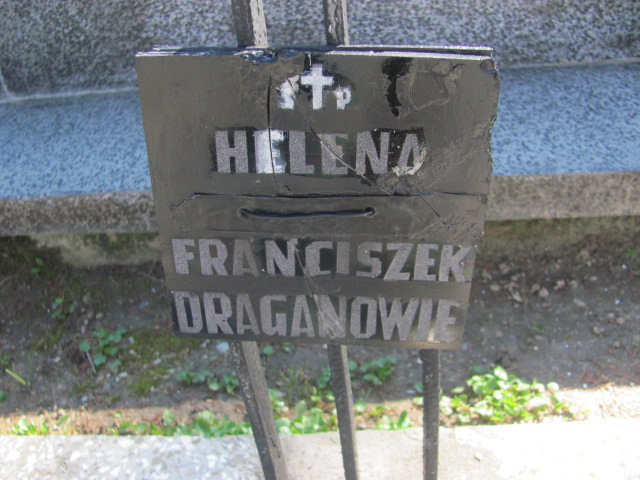 S P
HELENA
FRANCISZEK
DRAGANOWIE